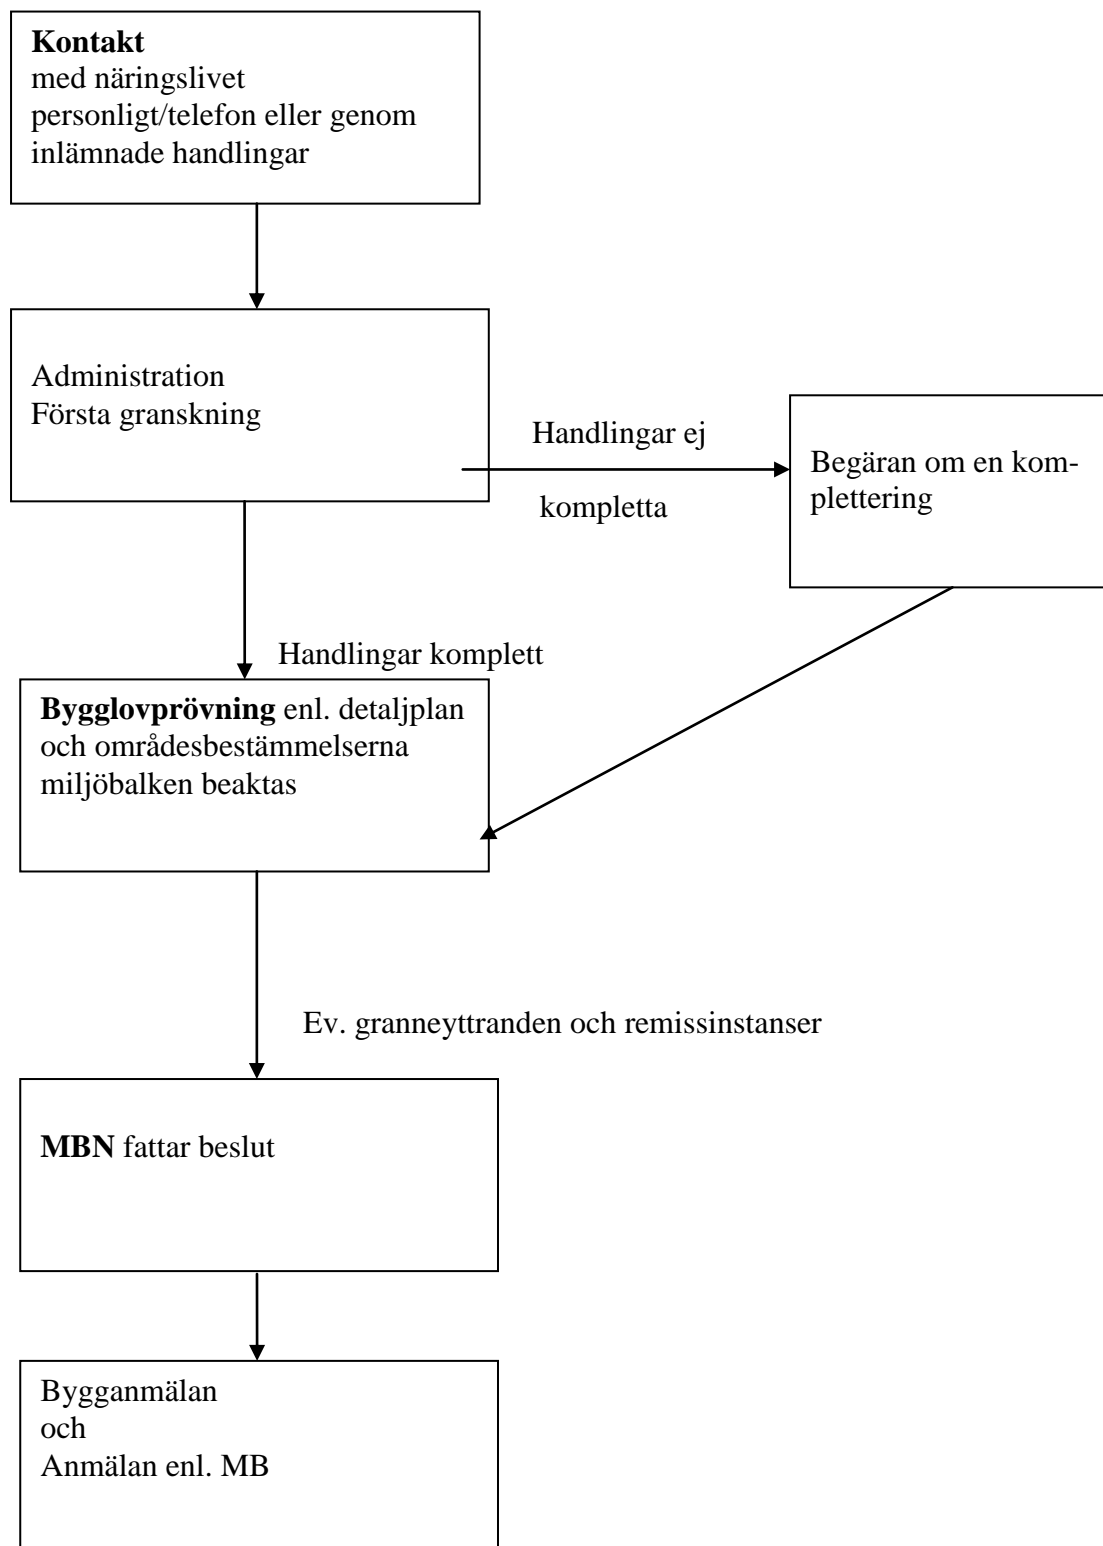 Kontakt
med näringslivet
personligt/telefon eller genom
inlämnade handlingar
Administration
Första granskning
Handlingar ej
kompletta
Begäran om en kom-
plettering
Handlingar komplett
Bygglovprövning enl. detaljplan
och områdesbestämmelserna
miljöbalken beaktas
Ev. granneyttranden och remissinstanser
MBN fattar beslut
Bygganmälan
och
Anmälan enl. MB